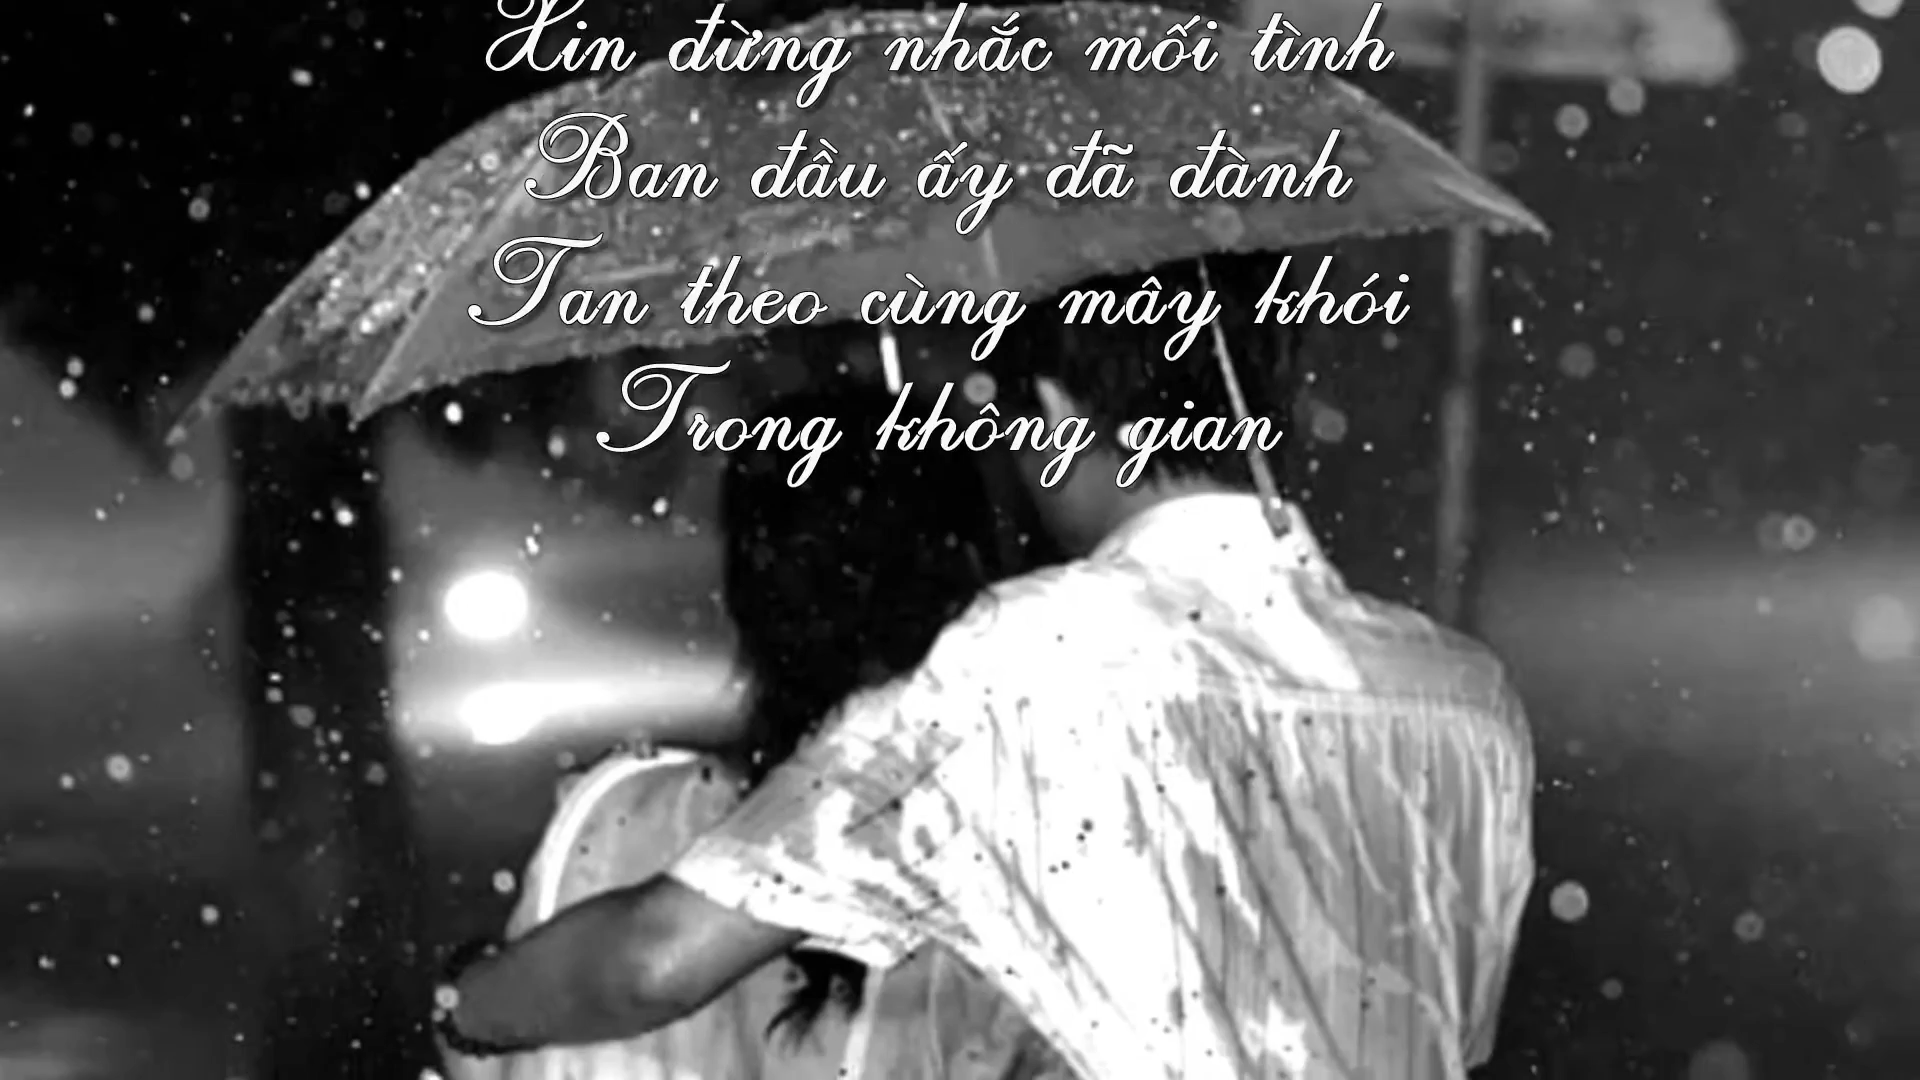 Xin đừng nhắc mối tình
Ban đầu ấy đã đành
Tan theo cùng mây khói
Trong không gian